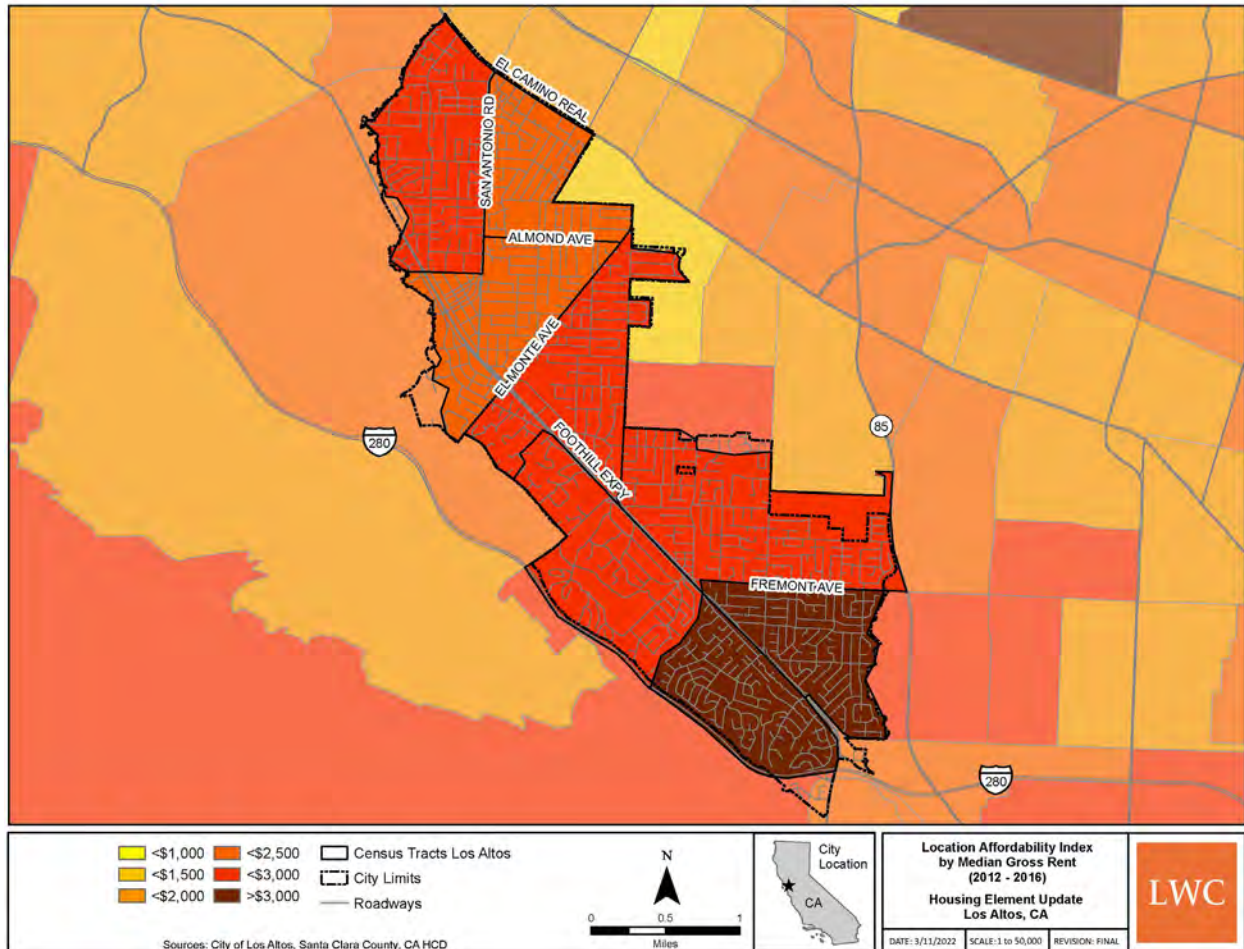 EL CAMINO REAL
SAN ANTONIO RD
ALMOND AVE
EL MONTE AVE
FOOTHILL EXPY
280
85
FREMONT AVE
280
<$1,000
<$1,500
<$2,000
<$2,500
<$3,000
>$3,000
Census Tracts Los Altos
City Limits
Roadways
Sources: City of Los Altos, Santa Clara County, CA HCD
N
0 0.5 1
Miles
City
Location
CA
Location Affordability Index
by Median Gross Rent
(2012 - 2016)
Housing Element Update
Los Altos, CA
DATE: 3/11/2022 SCALE: 1 to 50,000 REVISION: FINAL
LWC